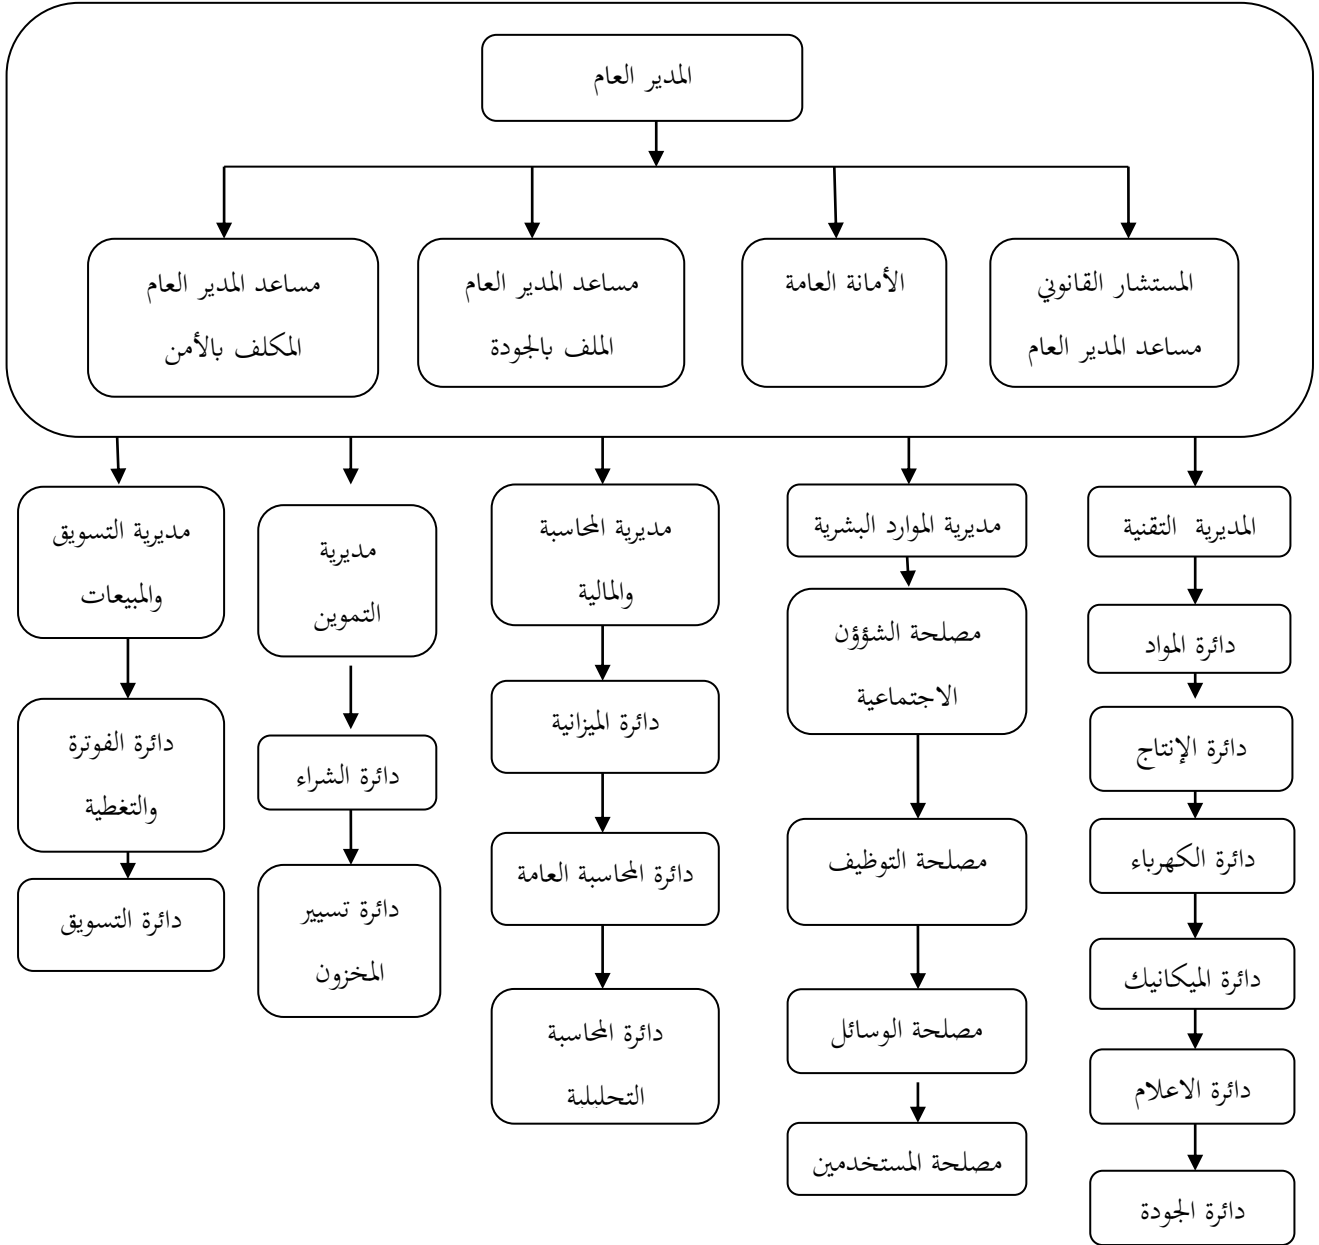 المدير العام
المستشار القانوني
مساعد المدير العام
الأمانة العامة
مساعد المدير العام
الملف بالجودة
مساعد المدير العام
المكلف بالأمن
المديرية التقنية
دائرة المواد
دائرة الإنتاج
دائرة الكهرباء
دائرة الميكانيك
دائرة الاعلام
دائرة الجودة
مديرية الموارد البشرية
مصلحة الشؤؤن
الاجتماعية
مصلحة التوظيف
مصلحة الوسائل
مصلحة المستخدمين
مديرية المحاسبة
والمالية
دائرة الميزانية
دائرة المحاسبة العامة
دائرة المحاسبة
التحليلية
مديرية
التموين
دائرة الشراء
دائرة تسيير
المخزون
مديرية التسويق
والمبيعات
دائرة الفوترة
والتغطية
دائرة التسويق